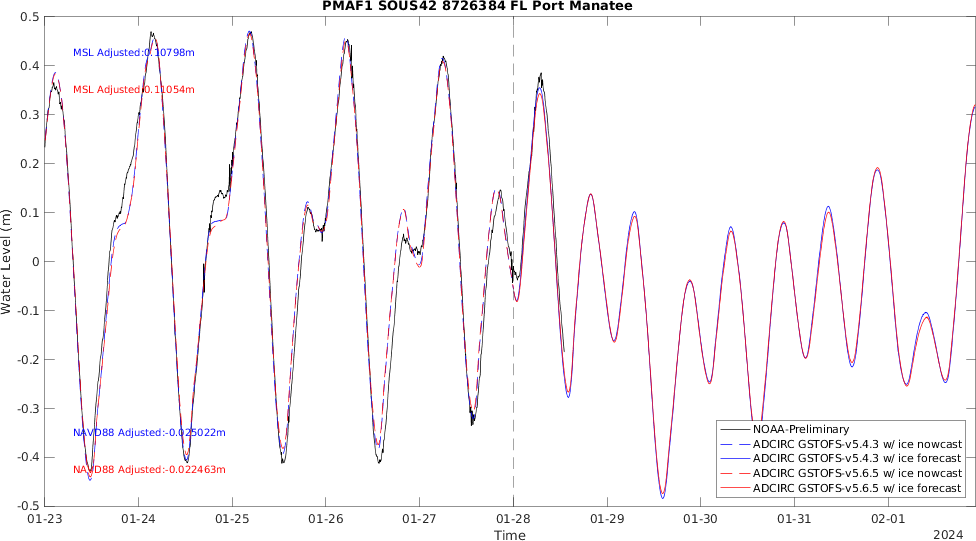 PMAF1 SOUS42 8726384 FL Port Manatee
Water Level (m)
0.5
0.4
0.3
0.2
0.1
0
-0.1
-0.2
-0.3
-0.4
-0.5
MSL Adjusted:0.10798m
MSL Adjusted:0.11054m
NAVD88 Adjusted:-0.025022m
NAVD88 Adjusted:-0.022463m
NOAA-Preliminary
ADCIRC GSTOFS-v5.4.3 w/ ice nowcast
ADCIRC GSTOFS-v5.4.3 w/ ice forecast
ADCIRC GSTOFS-v5.6.5 w/ ice nowcast
ADCIRC GSTOFS-v5.6.5 w/ ice forecast
01-23 01-24 01-25 01-26 01-27 01-28 01-29 01-30 01-31 02-01
Time
2024